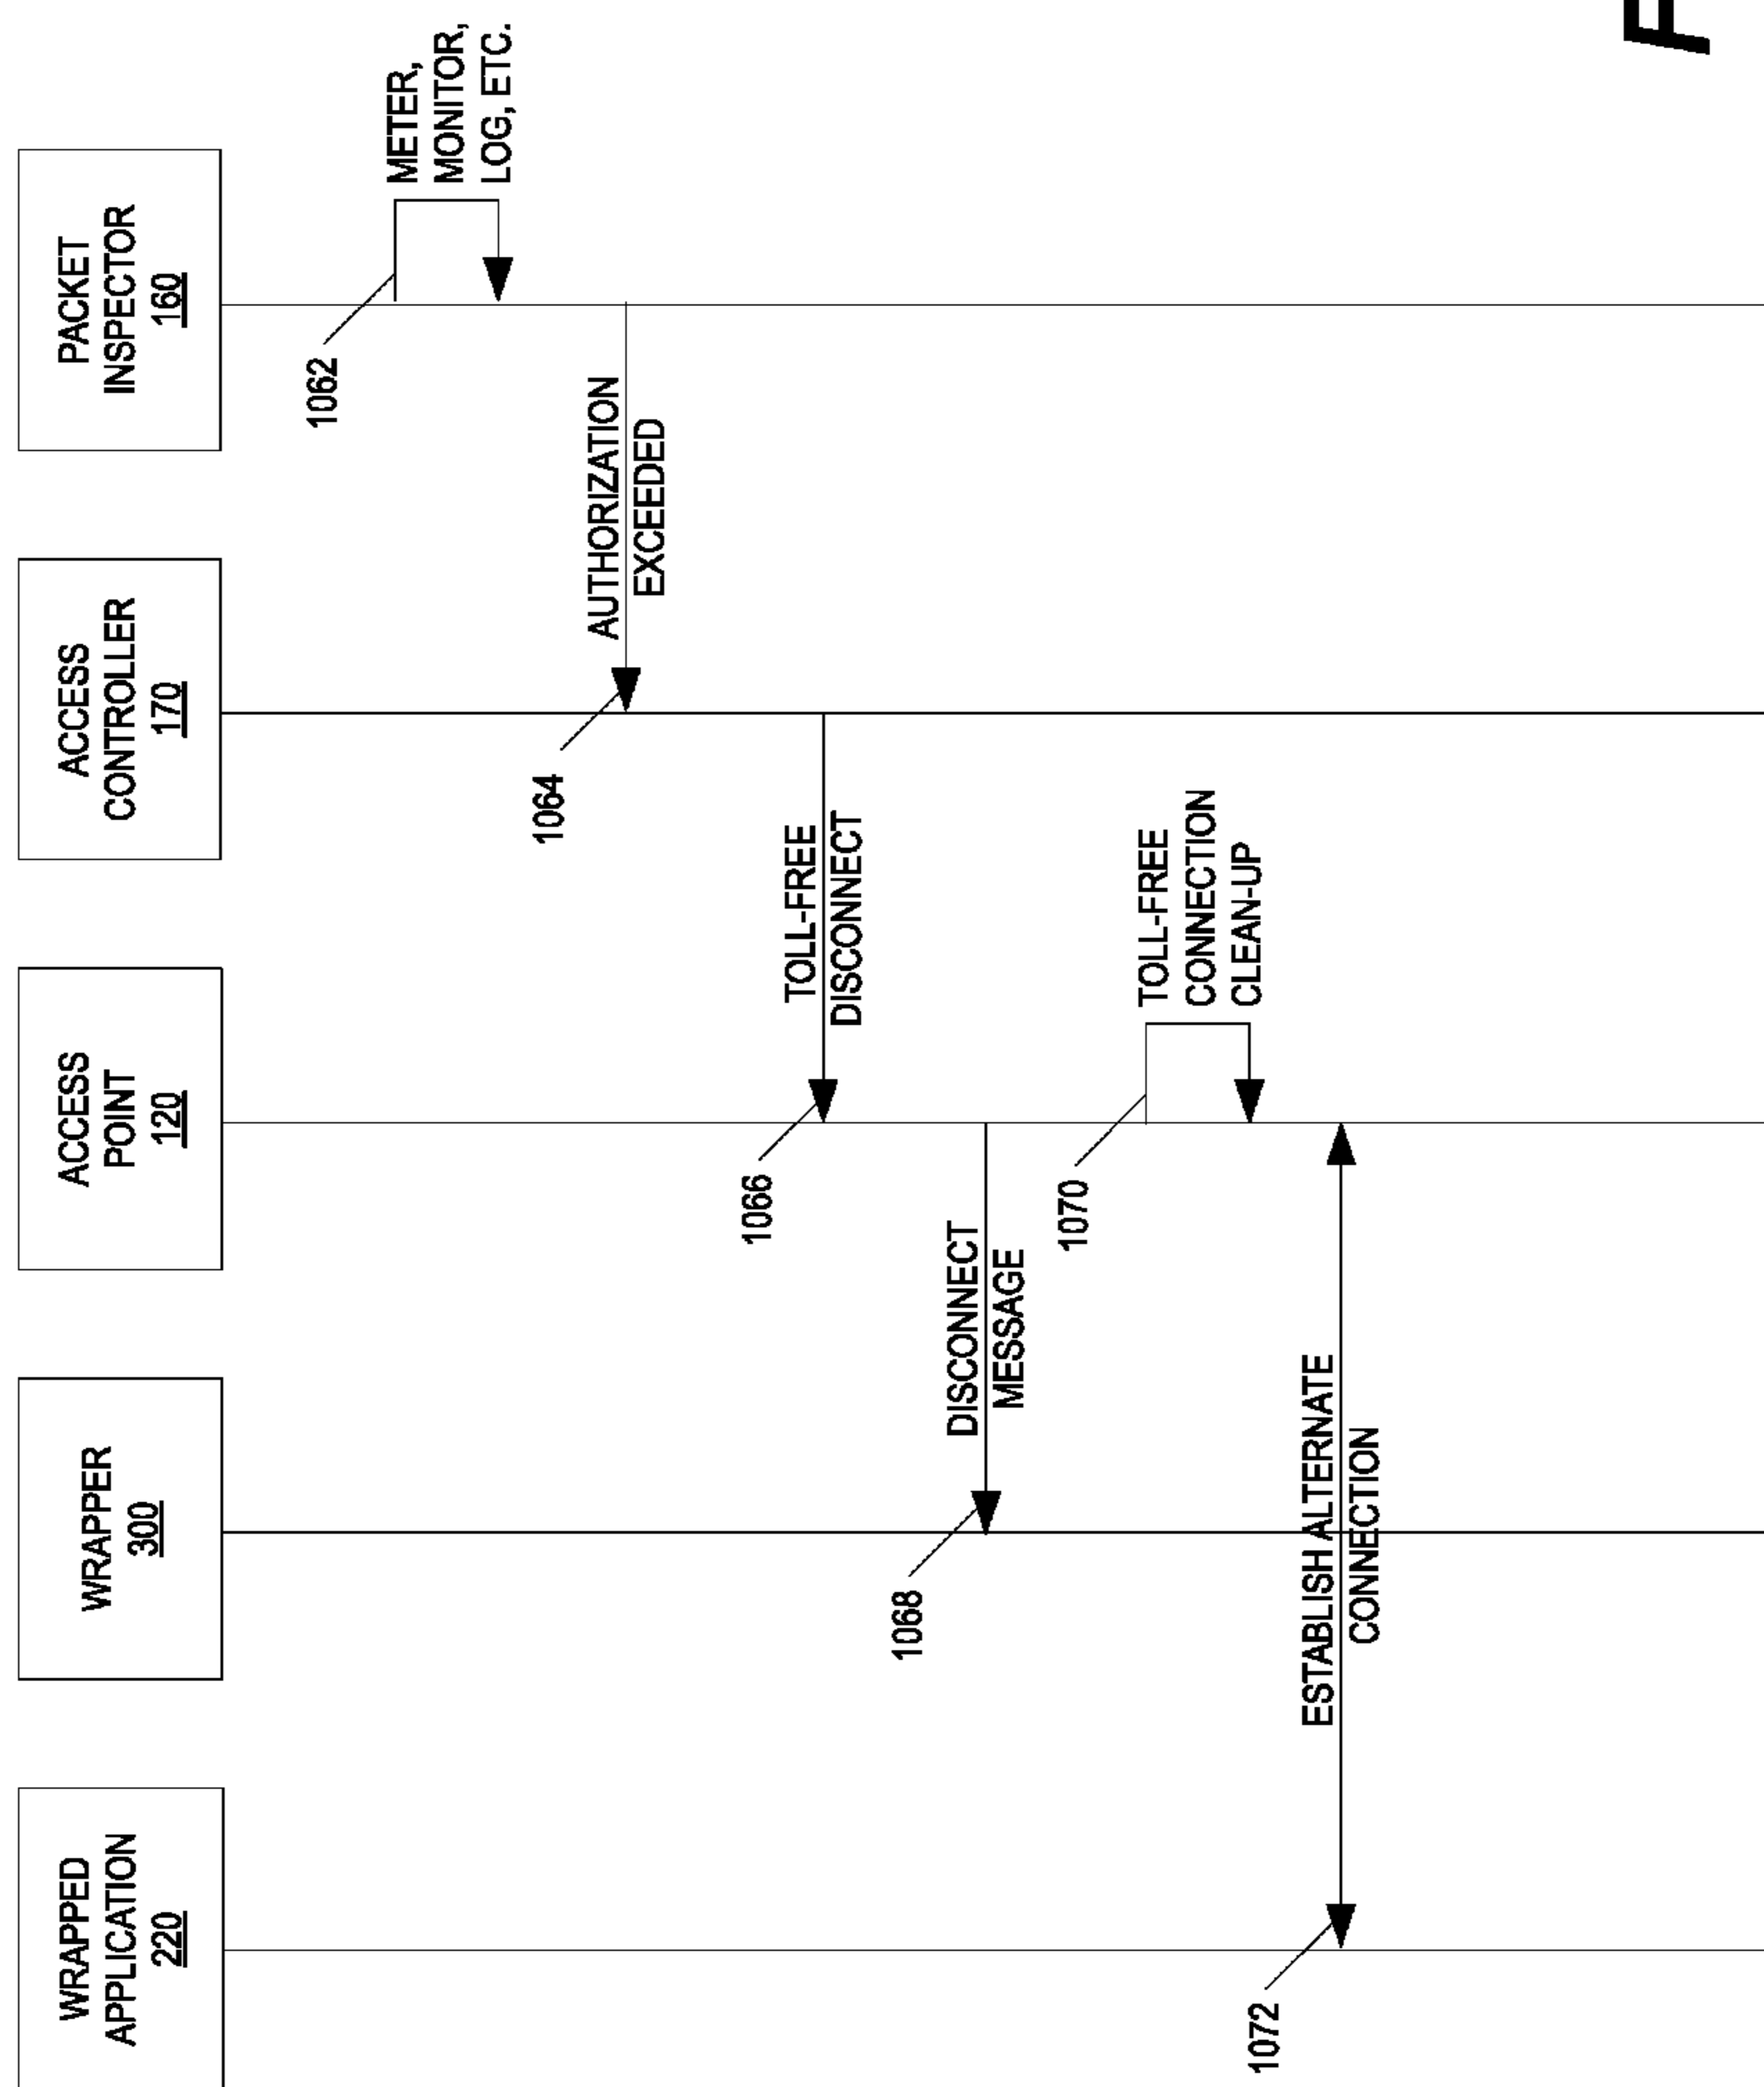 WRAPPED
APPLICATION
220
WRAPPER
300
ACCESS
POINT
120
ACCESS
CONTROLLER
170
PACKET
INSPECTOR
160
1062
METER,
MONITOR,
LOG, ETC.
1064
AUTHORIZATION
EXCEEDED
1066
TOLL-FREE
DISCONNECT
1068
DISCONNECT
MESSAGE
1070
TOLL-FREE
CONNECTION
CLEAN-UP
1072
ESTABLISH ALTERNATE
CONNECTION